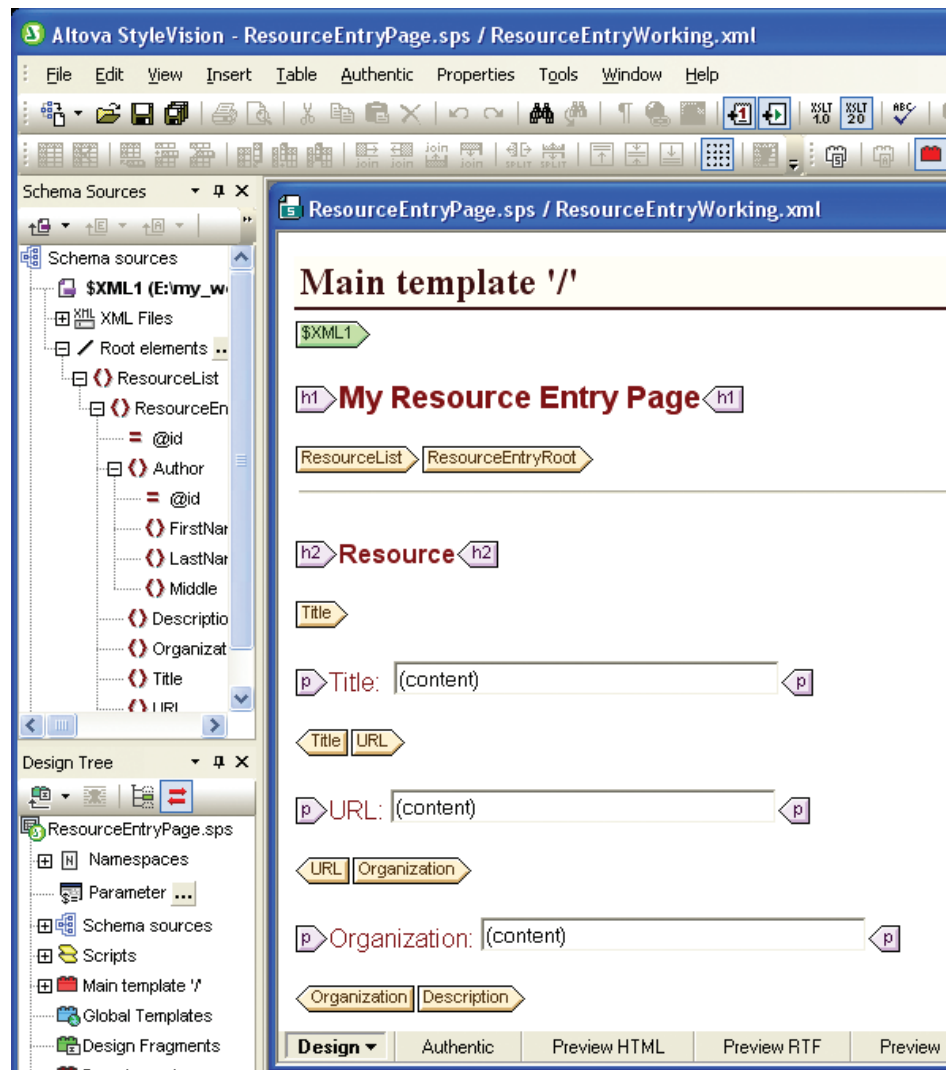 Altova StyleVision - ResourceEntryPage.sps / ResourceEntryWorking.xml
File Edit View Insert Table Authentic Properties Tools Window Help
XSLT 1.0 XSLT 2.0 ABC
join join join join SPLIT SPLIT
Schema Sources
Schema sources
$XML1 (E:\my_w
XML Files
Root elements ..
ResourceList
ResourceEn
@id
Author
@id
FirstNar
LastNar
Middle
Descriptio
Organizat
Title
URL
Design Tree
ResourceEntryPage.sps
Namespaces
Parameter ...
Schema sources
Scripts
Main template '/'
Global Templates
Design Fragments
ResourceEntryPage.sps / ResourceEntryWorking.xml
Main template '/'
$XML1
h1 My Resource Entry Page h1
ResourceList ResourceEntryRoot
h2 Resource h2
Title
p Title: (content) p
Title URL
p URL: (content) p
URL Organization
p Organization: (content) p
Organization Description
Design Authentic Preview HTML Preview RTF Preview